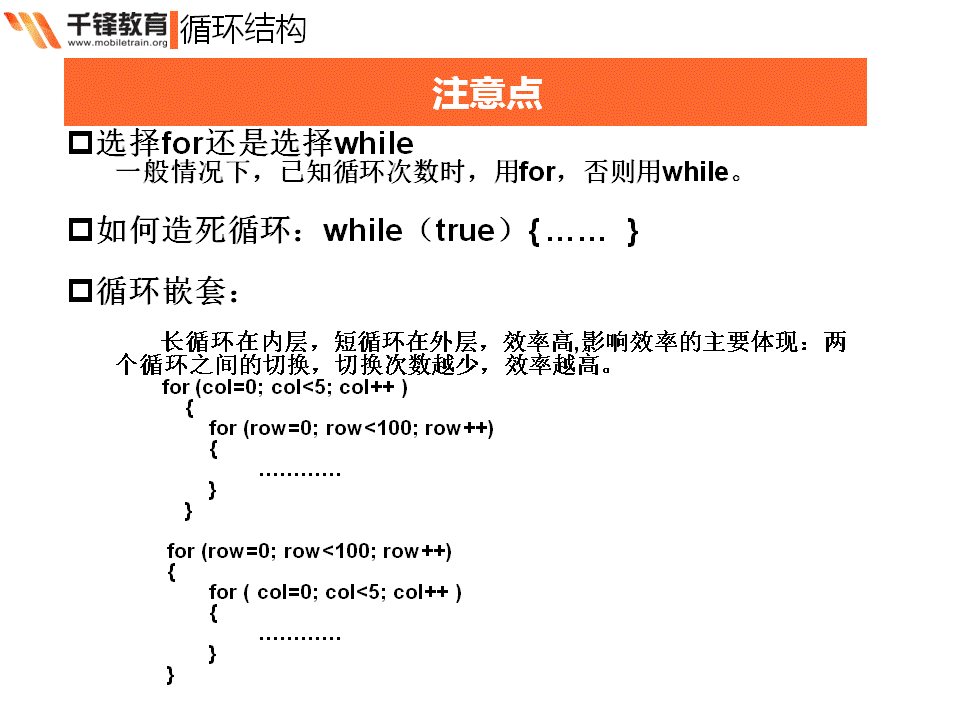 千锋教育
www.mobiletrain.org
循环结构
注意点
选择for还是选择while
一般情况下，已知循环次数时，用for，否则用while。
如何造死循环：while（true）{ …… }
循环嵌套：
长循环在内层，短循环在外层，效率高,影响效率的主要体现：两
个循环之间的切换，切换次数越少，效率越高。
for (col=0; col<5; col++ )
{
for (row=0; row<100; row++)
{
…………
}
}
for (row=0; row<100; row++)
{
for ( col=0; col<5; col++ )
{
…………
}
}